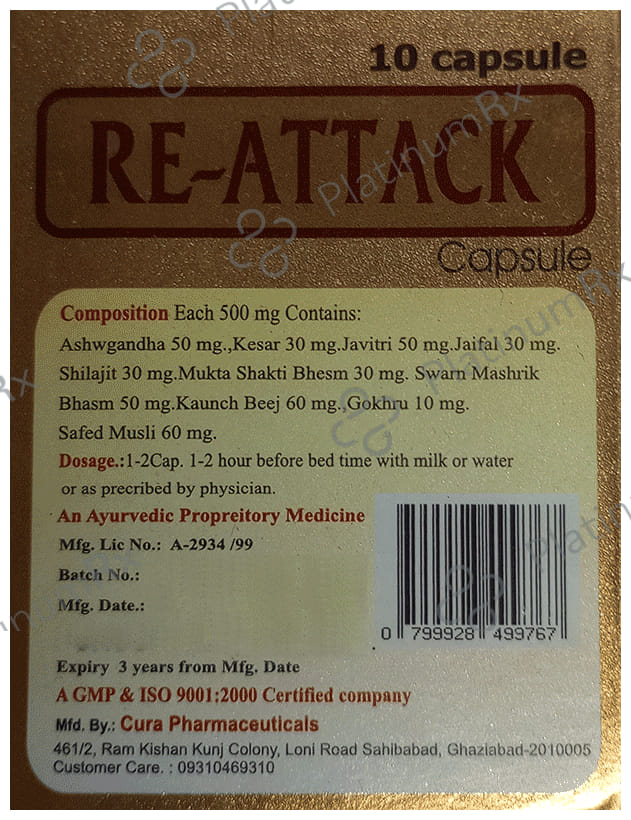 10 capsule
RE-ATTACK
Capsule
Composition Each 500 mg Contains:
Ashwgandha 50 mg.,Kesar 30 mg.Javitri 50 mg.Jaifal 30 mg.
Shilajit 30 mg.Mukta Shakti Bhesm 30 mg. Swarn Mashrik
Bhasm 50 mg.Kaunch Beej 60 mg.,Gokhru 10 mg.
Safed Musli 60 mg.
Dosage.:1-2Cap. 1-2 hour before bed time with milk or water
or as precribed by physician.
An Ayurvedic Propreitory Medicine
Mfg. Lic No.: A-2934 /99
Batch No.:
Mfg. Date.:
0 799928 499767
Expiry 3 years from Mfg. Date
A GMP & ISO 9001:2000 Certified company
Mfd. By.: Cura Pharmaceuticals
461/2, Ram Kishan Kunj Colony, Loni Road Sahibabad, Ghaziabad-2010005
Customer Care. : 09310469310
PlatinumRx